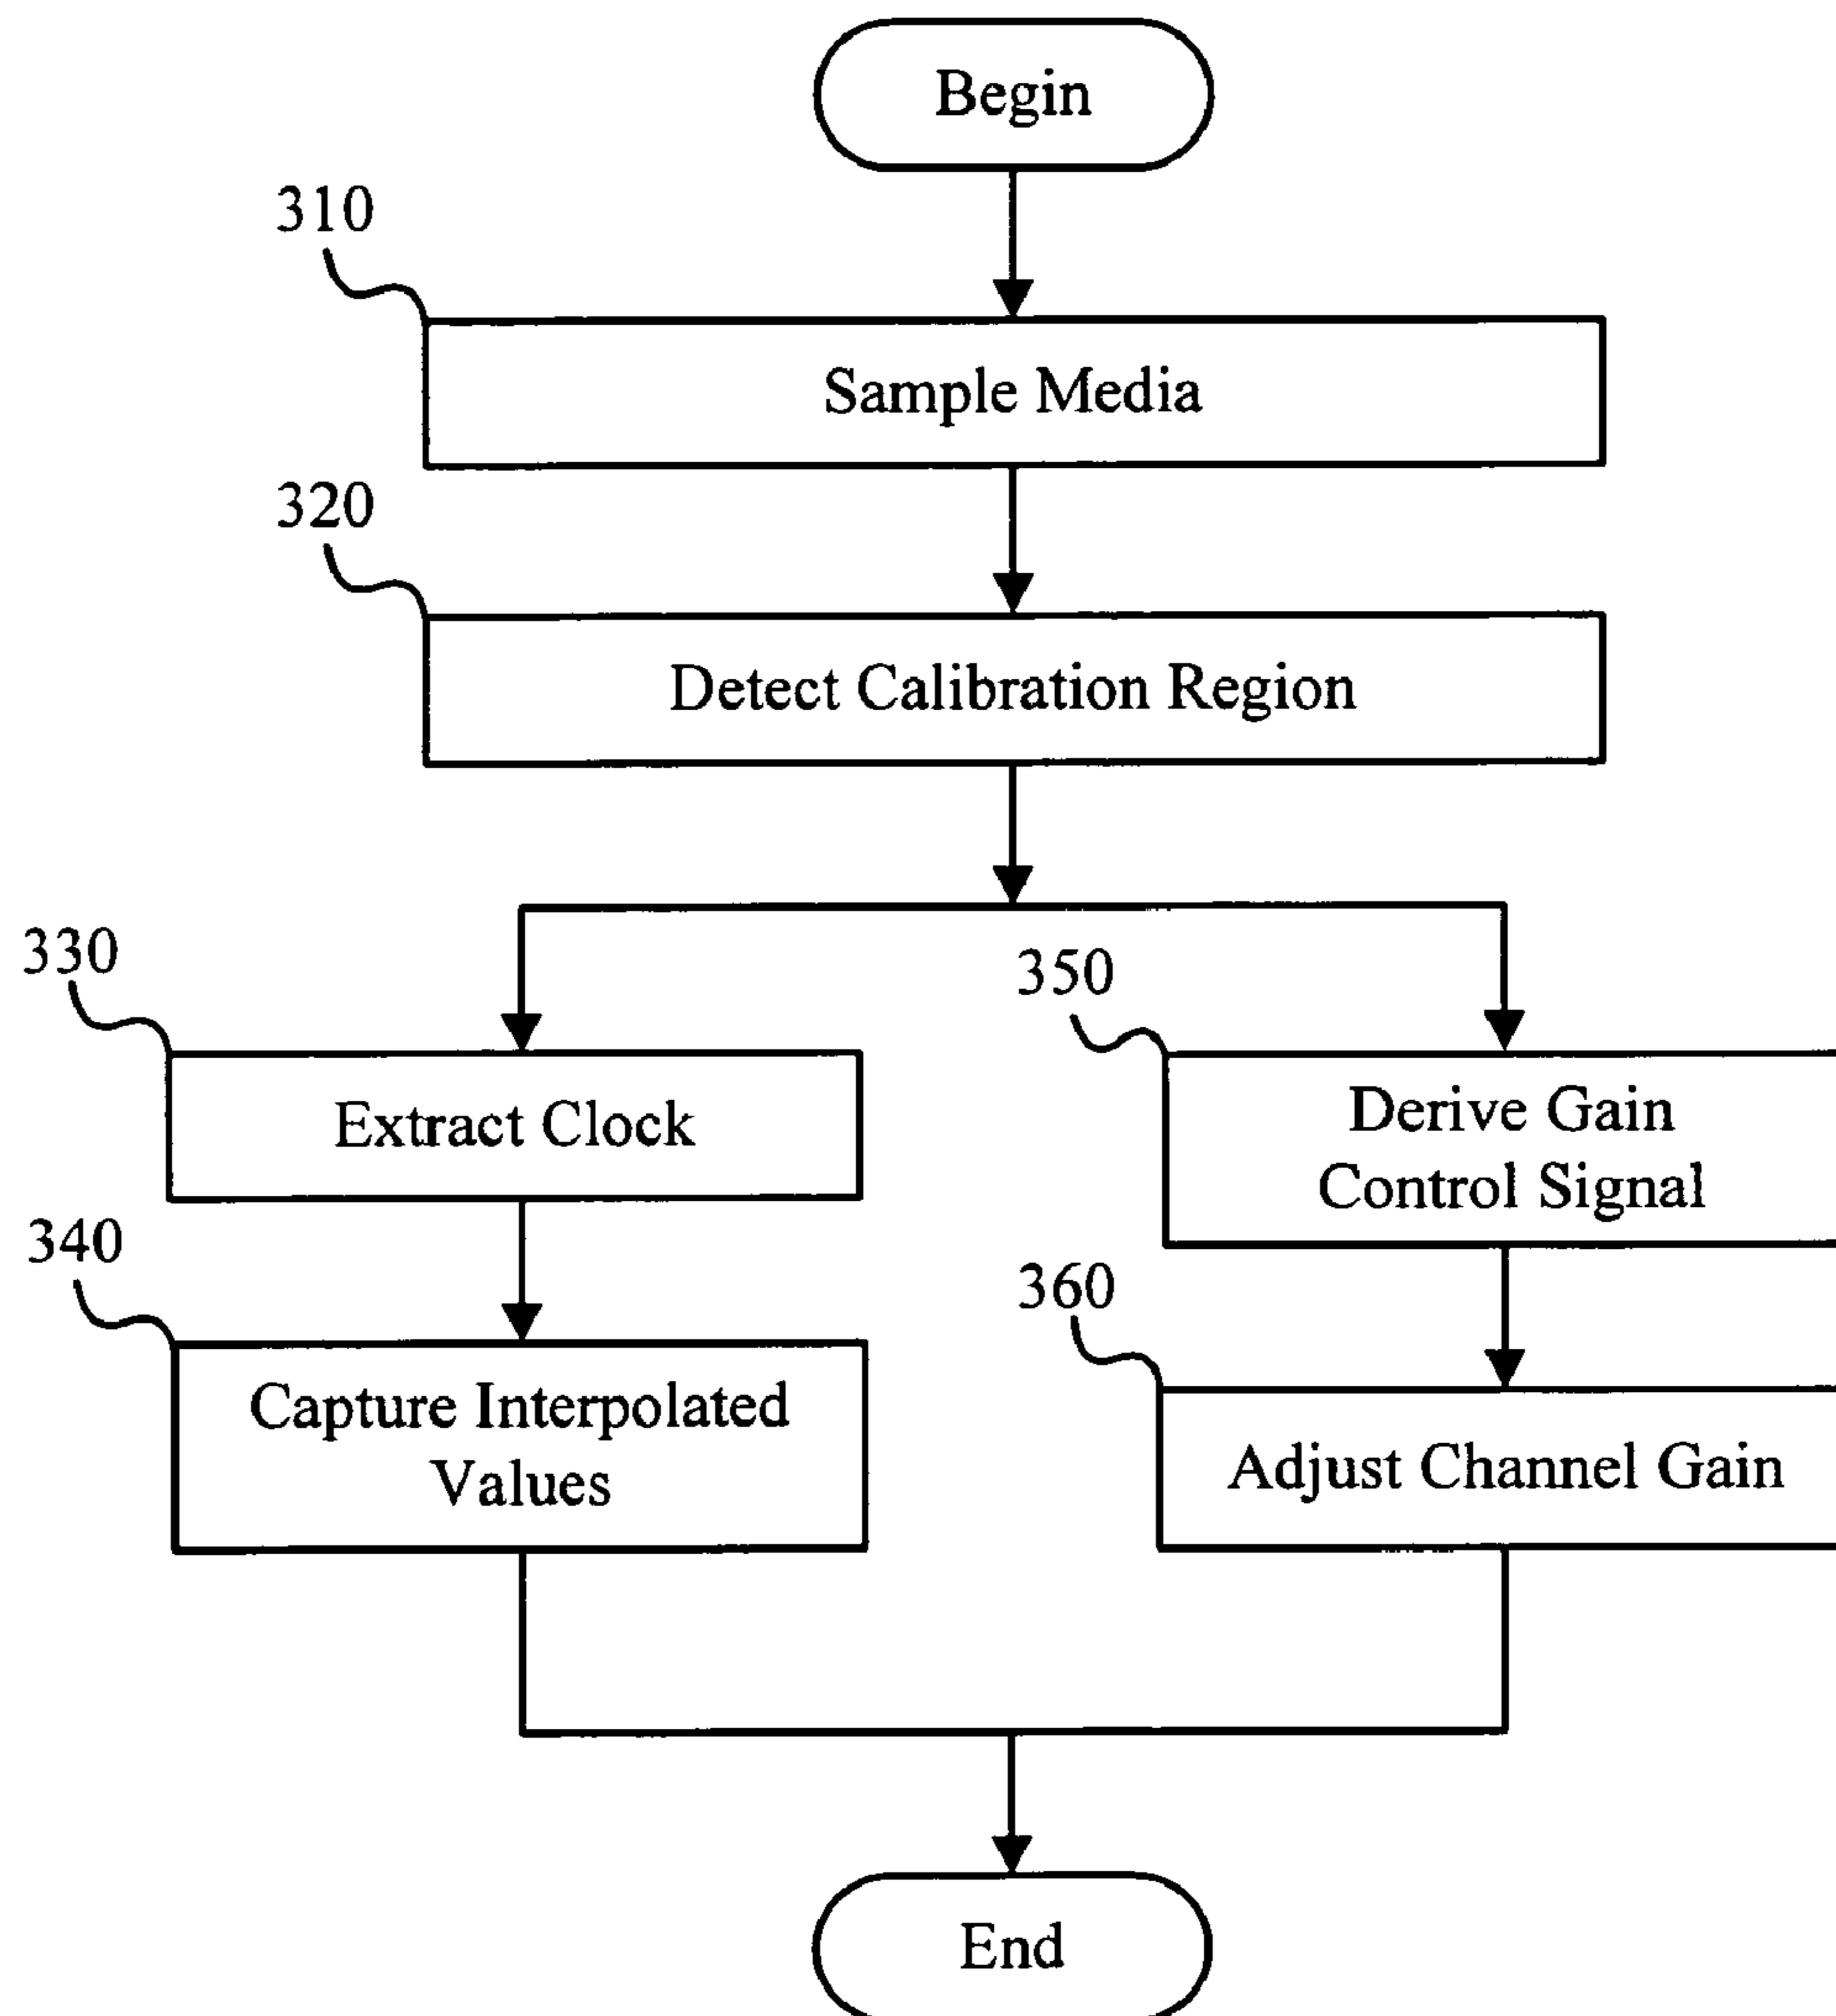 Begin
310
Sample Media
320
Detect Calibration Region
330
Extract Clock
340
Capture Interpolated
Values
350
Derive Gain
Control Signal
360
Adjust Channel Gain
End